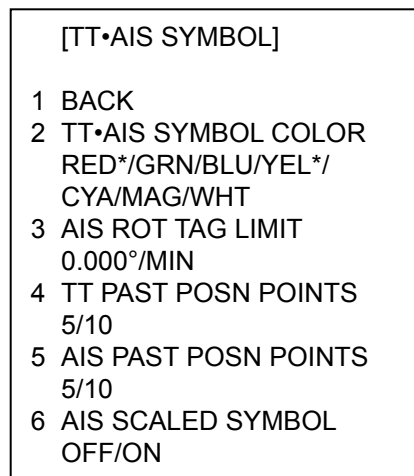 [TT•AIS SYMBOL]
1 BACK
2 TT•AIS SYMBOL COLOR
RED*/GRN/BLU/YEL*/
CYA/MAG/WHT
3 AIS ROT TAG LIMIT
0.000°/MIN
4 TT PAST POSN POINTS
5/10
5 AIS PAST POSN POINTS
5/10
6 AIS SCALED SYMBOL
OFF/ON